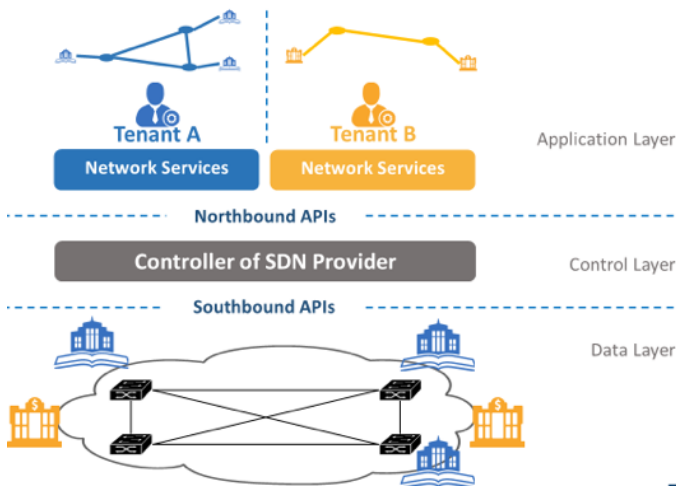 Tenant A
Tenant B
Application Layer
Network Services
Network Services
Northbound APIs
Controller of SDN Provider
Control Layer
Southbound APIs
Data Layer
$
$